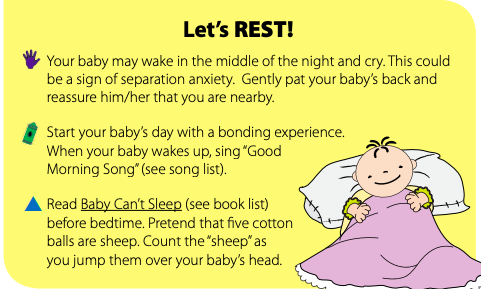 Let's REST!
Your baby may wake in the middle of the night and cry. This could
be a sign of separation anxiety.  Gently pat your baby's back and
reassure him/her that you are nearby.
Start your baby's day with a bonding experience.
When your baby wakes up, sing "Good
Morning Song" (see song list).
Read Baby Can't Sleep (see book list)
before bedtime. Pretend that five cotton
balls are sheep. Count the "sheep" as
you jump them over your baby's head.